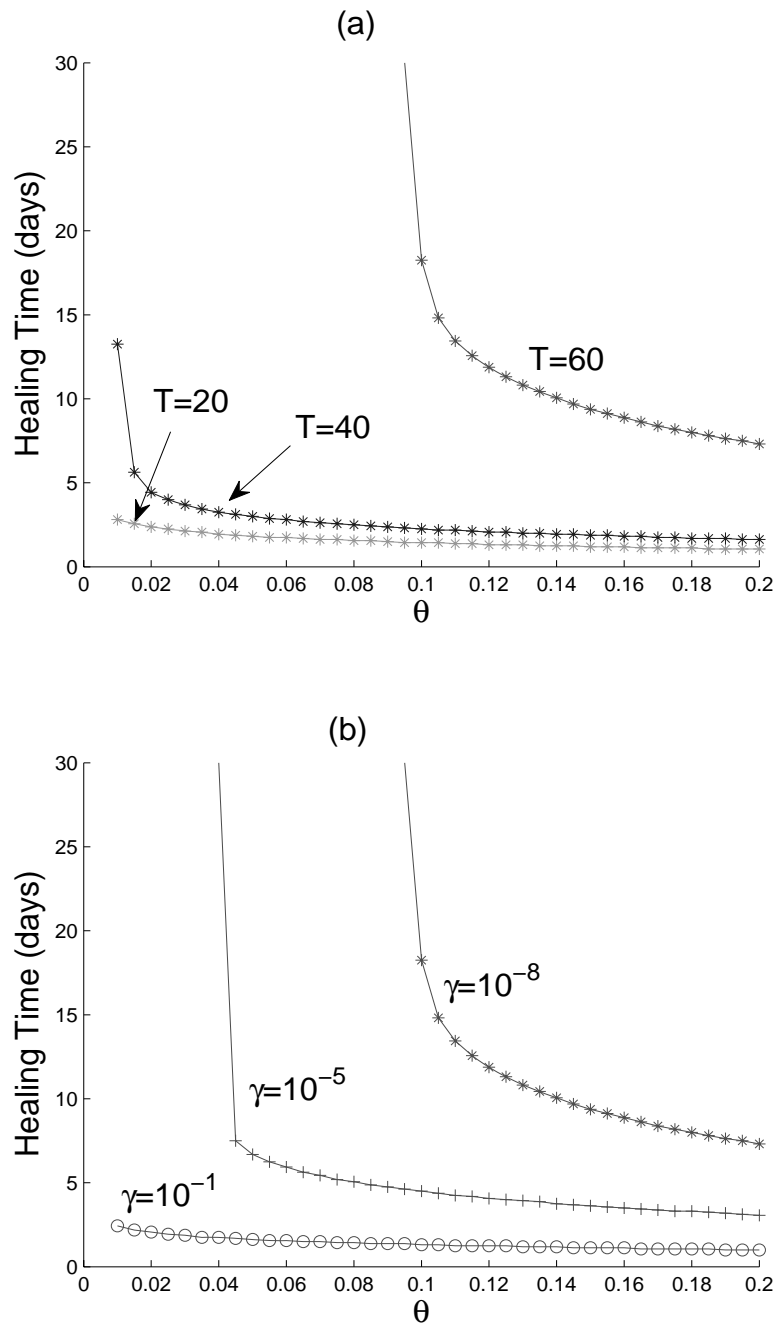 (a)
30
25
20
15
10
5
0
Healing Time (days)
T=20
T=40
T=60
0 0.02 0.04 0.06 0.08 0.1 0.12 0.14 0.16 0.18 0.2
θ
(b)
30
25
20
15
10
5
0
Healing Time (days)
γ=10⁻⁸
γ=10⁻⁵
γ=10⁻¹
0 0.02 0.04 0.06 0.08 0.1 0.12 0.14 0.16 0.18 0.2
θ